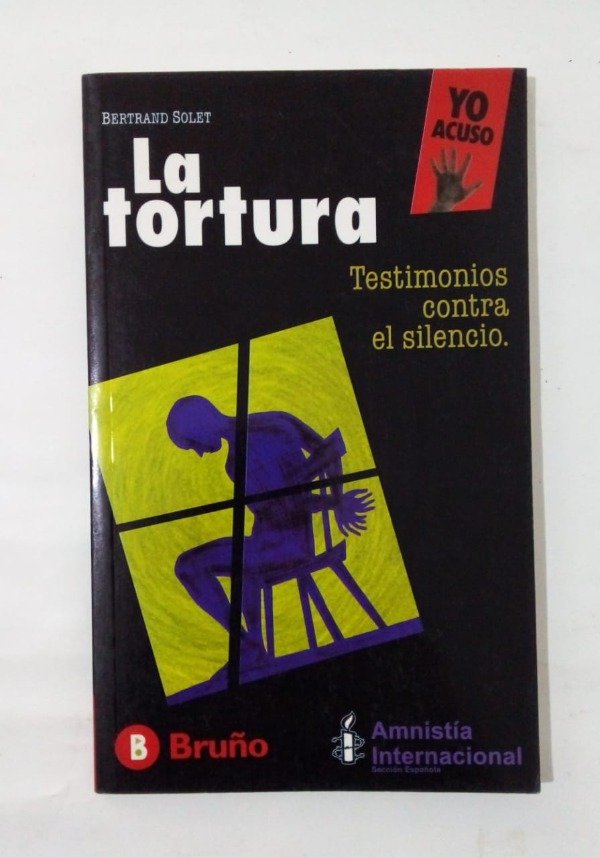 BERTRAND SOLET
YO
ACUSO
La
tortura
Testimonios
contra
el silencio.
B
Bruño
Amnistía
Internacional
Sección Española